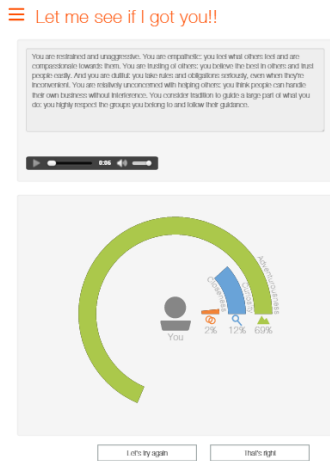 Let me see if I got you!!
You are restrained and unaggressive. You are empathetic: you feel what others feel and are
compassionate towards them. You are trusting of others: you believe the best in others and trust
people easily. And you are dutiful: you take rules and obligations seriously, even when they're
inconvenient. You are relatively unconcerned with helping others: you think people can handle
their own business without interference. You consider tradition to guide a large part of what you
do: you highly respect the groups you belong to and follow their guidance.
0:06
Closeness
Curiosity
Adventurousness
You
2%
12%
69%
Let's try again
That's right